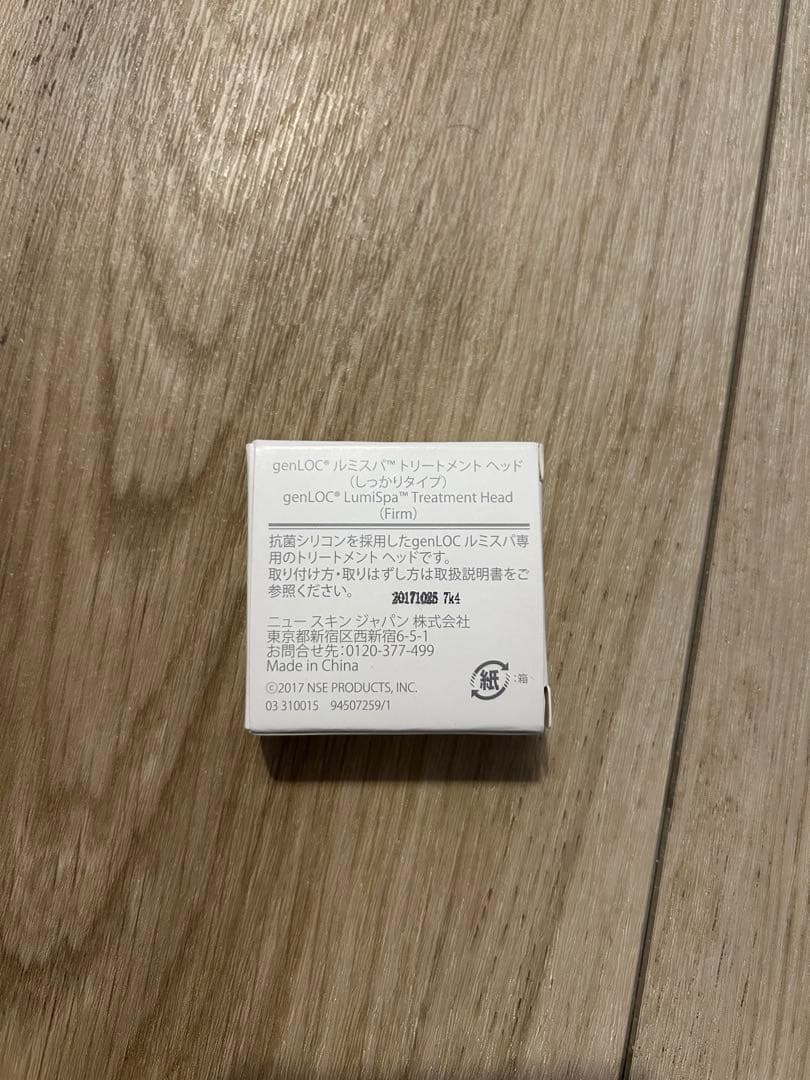 genLOC® ルミスパ™ トリートメント ヘッド
（しっかりタイプ）
genLOC® LumiSpa™ Treatment Head
（Firm）
抗菌シリコンを採用したgenLOC ルミスパ専
用のトリートメント ヘッドです。
取り付け方・取りはずし方は取扱説明書をご
参照ください。
20171025 7k4
ニュー スキン ジャパン 株式会社
東京都新宿区西新宿6-5-1
お問合せ先：0120-377-499
Made in China
紙：箱
©2017 NSE PRODUCTS, INC.
03 310015 94507259/1